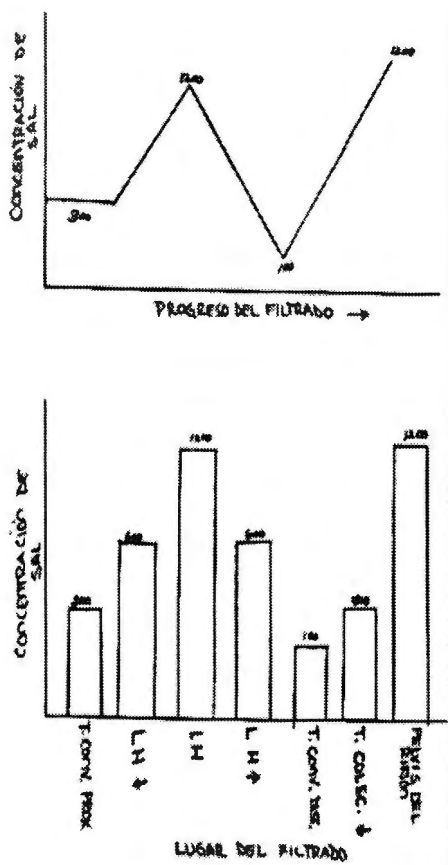 CONCENTRACIÓN DE
SAL
300
1200
100
1200
PROGRESO DEL FILTRADO →
CONCENTRACIÓN DE
SAL
300
600
1200
600
100
1200
T. CONV. PROX.
L H ↓
L H
L H ↑
T. CONV. DIST.
T. COLEC. ↓
PELVIS DEL
RIÑÓN
LUGAR DEL FILTRADO